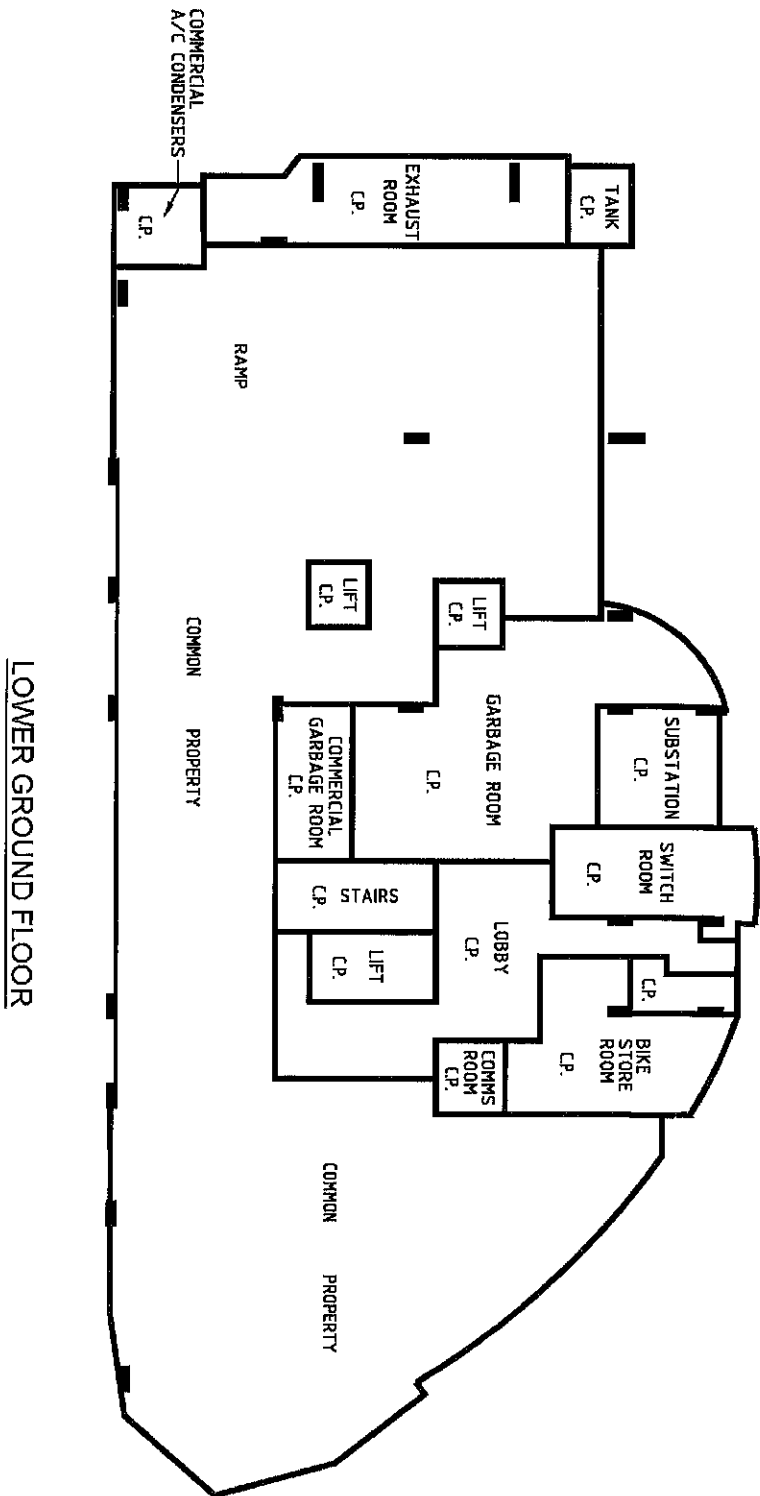 SUBSTATION
C.P.
SWITCH
ROOM
C.P.
C.P.
BIKE
STORE
ROOM
C.P.
TANK
C.P.
LIFT
C.P.
GARBAGE ROOM
C.P.
LOBBY
C.P.
COMMS
ROOM
C.P.
EXHAUST
ROOM
C.P.
LIFT
C.P.
COMMERCIAL
GARBAGE ROOM
C.P.
STAIRS
C.P.
LIFT
C.P.
COMMON PROPERTY
RAMP
COMMON PROPERTY
COMMERCIAL
A/C CONDENSERS
C.P.
LOWER GROUND FLOOR